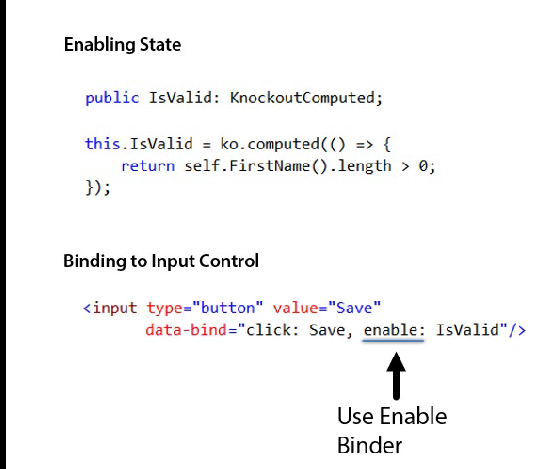 Enabling State
public IsValid: KnockoutComputed;
this.IsValid = ko.computed(() => {
return self.FirstName().length > 0;
});
Binding to Input Control
<input type="button" value="Save"
data-bind="click: Save, enable: IsValid"/>
Use Enable
Binder